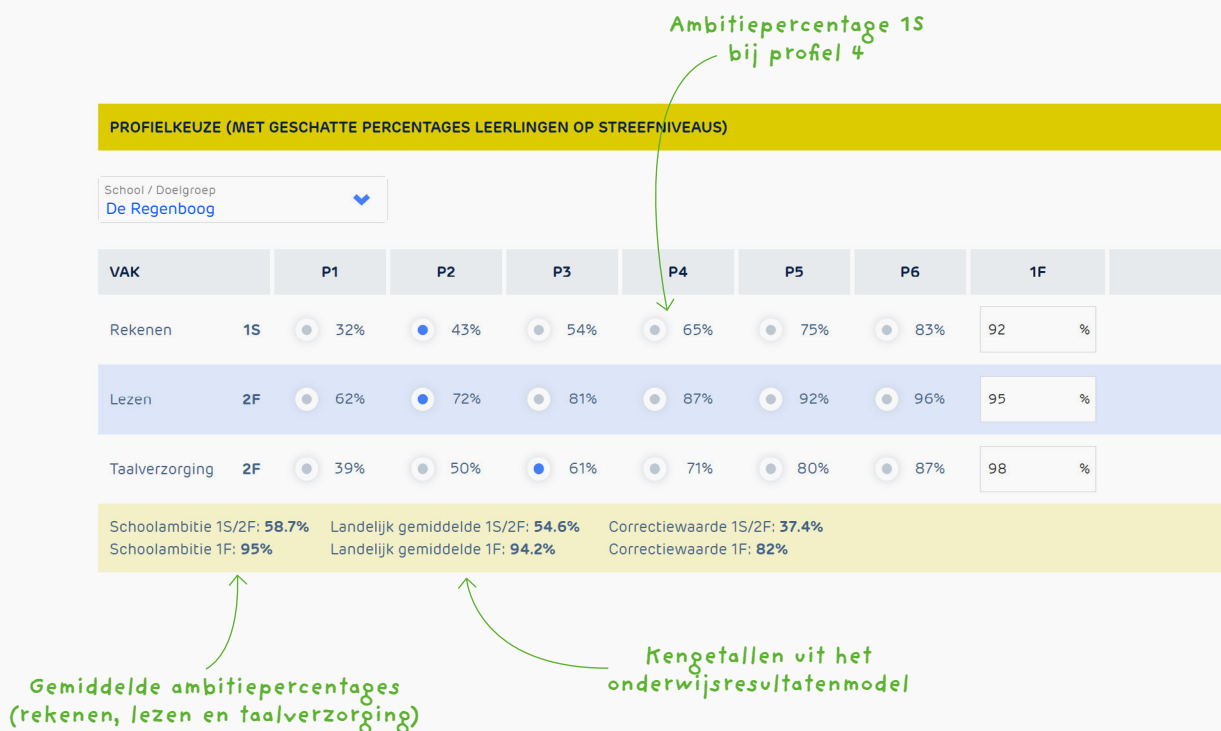 Ambitiepercentage 1S
bij profiel 4
PROFIELKEUZE (MET GESCHATTE PERCENTAGES LEERLINGEN OP STREEFNIVEAUS)
School / Doelgroep
De Regenboog
VAK P1 P2 P3 P4 P5 P6 1F
Rekenen 1S 32% 43% 54% 65% 75% 83% 92 %
Lezen 2F 62% 72% 81% 87% 92% 96% 95 %
Taalverzorging 2F 39% 50% 61% 71% 80% 87% 98 %
Schoolambitie 1S/2F: 58.7% Landelijk gemiddelde 1S/2F: 54.6% Correctiewaarde 1S/2F: 37.4%
Schoolambitie 1F: 95% Landelijk gemiddelde 1F: 94.2% Correctiewaarde 1F: 82%
Kengetallen uit het
onderwijsresultatenmodel
Gemiddelde ambitiepercentages
(rekenen, lezen en taalverzorging)